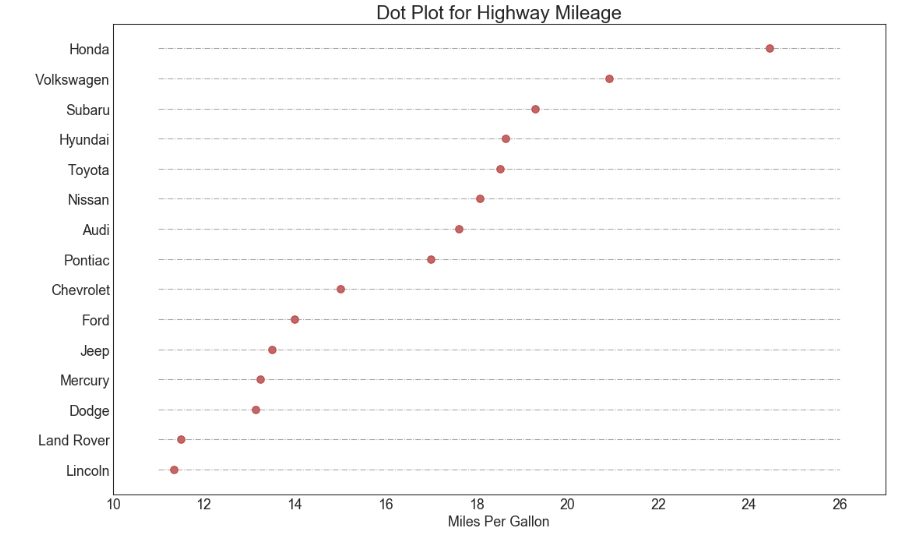 Dot Plot for Highway Mileage
Honda
Volkswagen
Subaru
Hyundai
Toyota
Nissan
Audi
Pontiac
Chevrolet
Ford
Jeep
Mercury
Dodge
Land Rover
Lincoln
10 12 14 16 18 20 22 24 26
Miles Per Gallon